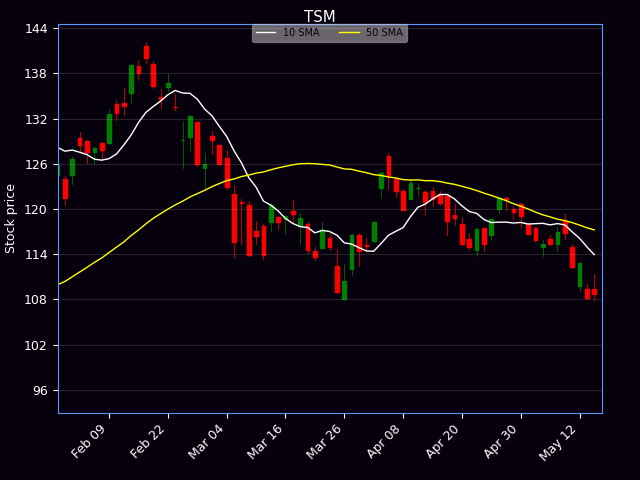 TSM
10 SMA 50 SMA
Stock price
144
138
132
126
120
114
108
102
96
Feb 09
Feb 22
Mar 04
Mar 16
Mar 26
Apr 08
Apr 20
Apr 30
May 12